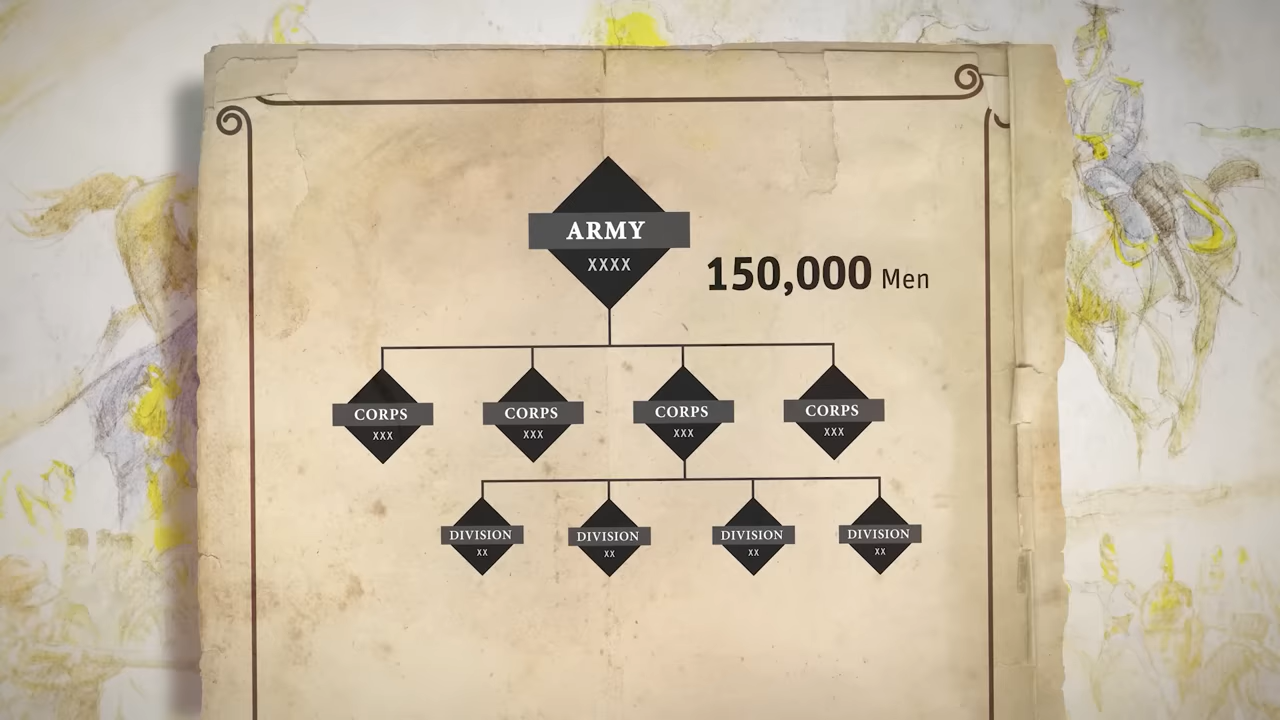 ARMY
XXXX
150,000 Men
CORPS CORPS CORPS CORPS
XXX XXX XXX XXX
DIVISION DIVISION DIVISION DIVISION
XX XX XX XX